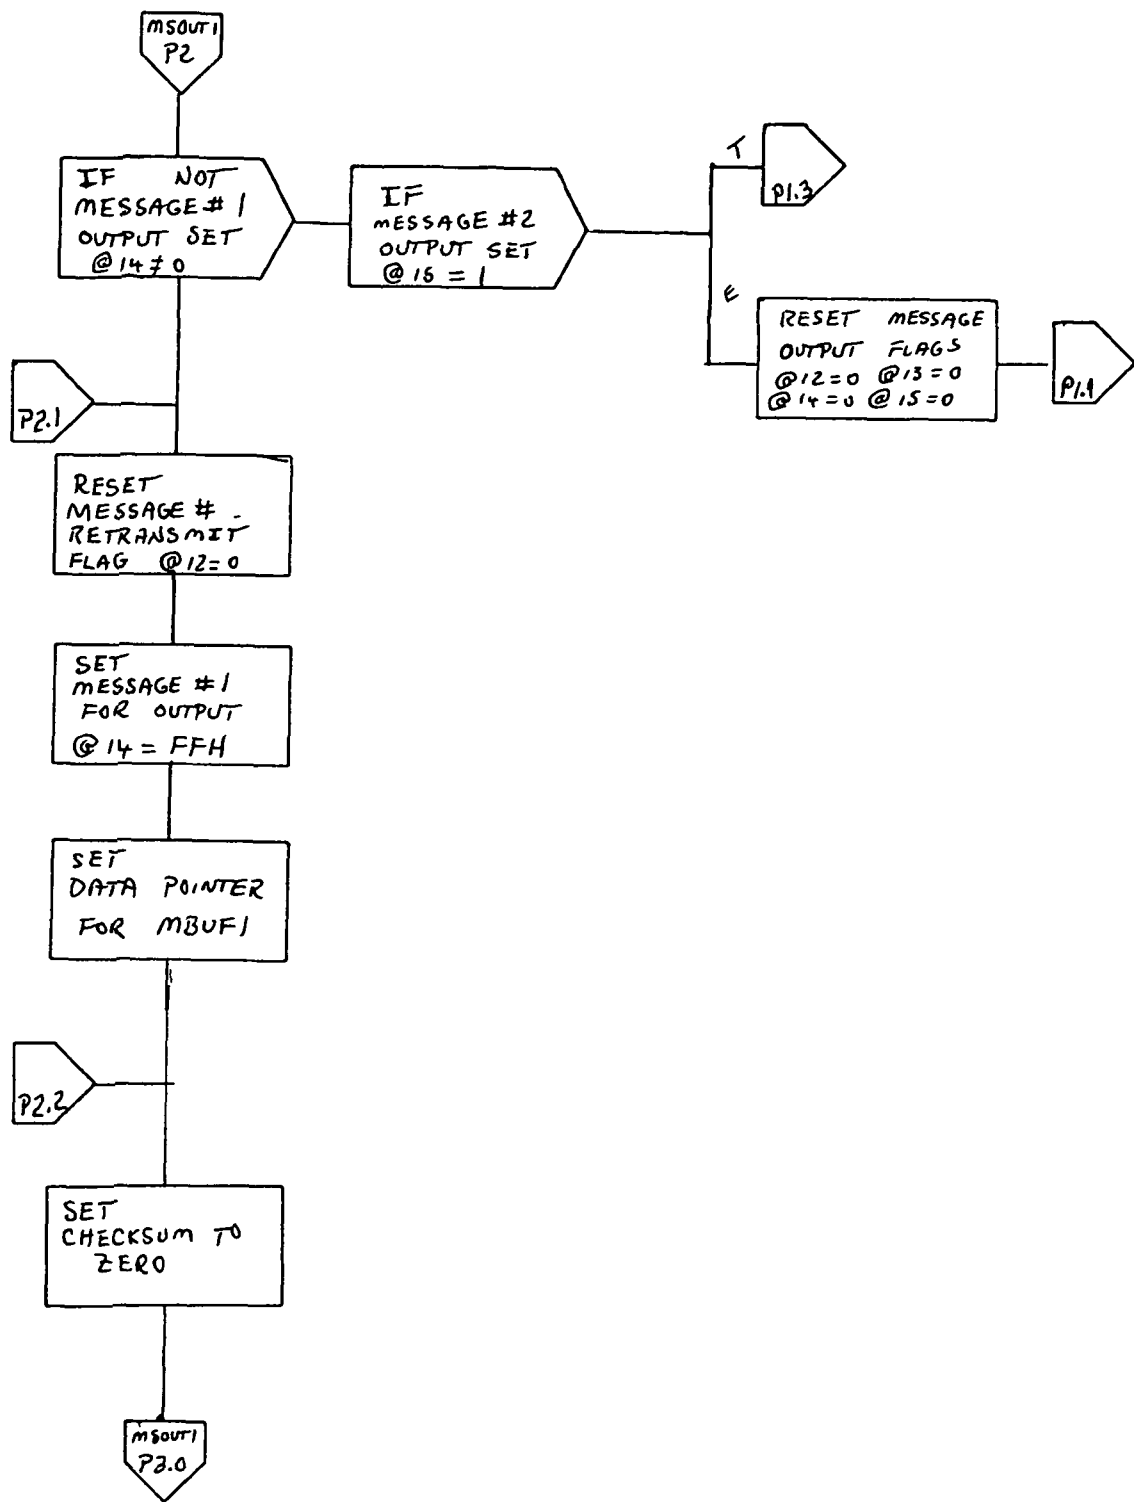 MSOUT1
P2
IF NOT
MESSAGE # 1
OUTPUT SET
@ 14 ≠ 0
IF
MESSAGE #2
OUTPUT SET
@ 15 = 1
T
P1.3
E
RESET MESSAGE
OUTPUT FLAGS
@12=0 @13=0
@ 14=0 @ 15=0
P1.1
P2.1
RESET
MESSAGE #
RETRANSMIT
FLAG @12=0
SET
MESSAGE #1
FOR OUTPUT
@ 14 = FFH
SET
DATA POINTER
FOR MBUF1
P2.2
SET
CHECKSUM TO
ZERO
MSOUT1
P3.0